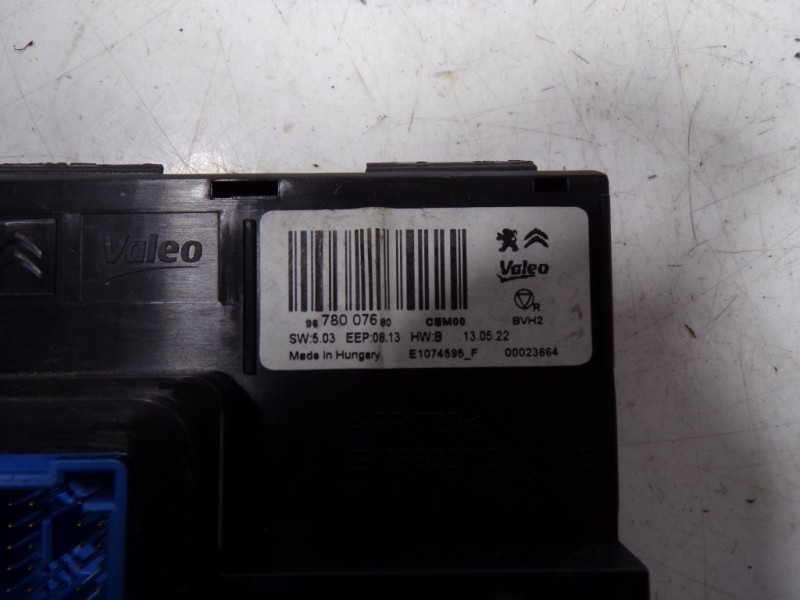 Valeo
Valeo
96 780 076 80 CBM00
R
BVH2
SW:5.03 EEP:08.13 HW:B 13.05.22
Made in Hungary E1074595_F 00023864